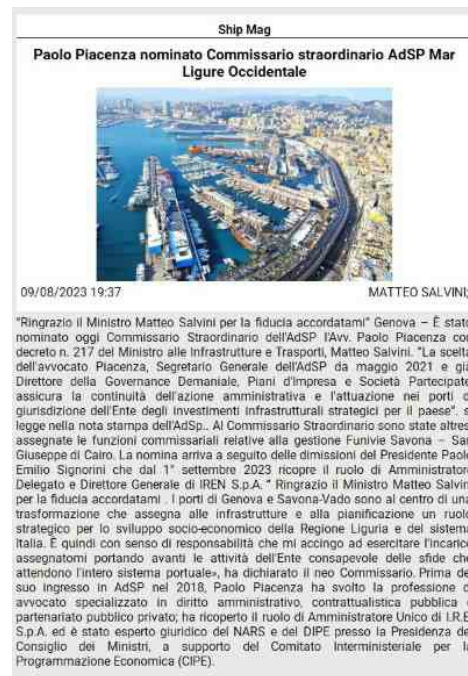 Ship Mag
Paolo Piacenza nominato Commissario straordinario AdSP Mar
Ligure Occidentale
09/08/2023 19:37
MATTEO SALVINI;
"Ringrazio il Ministro Matteo Salvini per la fiducia accordatami" Genova – È stato
nominato oggi Commissario Straordinario dell'AdSP l'Avv. Paolo Piacenza con
decreto n. 217 del Ministro alle Infrastrutture e Trasporti, Matteo Salvini. "La scelta
dell'avvocato Piacenza, Segretario Generale dell'AdSP da maggio 2021 e già
Direttore della Governance Demaniale, Piani d'Impresa e Società Partecipate
assicura la continuità dell'azione amministrativa e l'attuazione nei porti di
giurisdizione dell'Ente degli investimenti infrastrutturali strategici per il paese". si
legge nella nota stampa dell'AdSp.. Al Commissario Straordinario sono state altresì
assegnate le funzioni commissariali relative alla gestione Funivie Savona – San
Giuseppe di Cairo. La nomina arriva a seguito delle dimissioni del Presidente Paolo
Emilio Signorini che dal 1° settembre 2023 ricopre il ruolo di Amministratore
Delegato e Direttore Generale di IREN S.p.A. " Ringrazio il Ministro Matteo Salvini
per la fiducia accordatami . I porti di Genova e Savona-Vado sono al centro di una
trasformazione che assegna alle infrastrutture e alla pianificazione un ruolo
strategico per lo sviluppo socio-economico della Regione Liguria e del sistema
Italia. È quindi con senso di responsabilità che mi accingo ad esercitare l'incarico
assegnatomi portando avanti le attività dell'Ente consapevole delle sfide che
attendono l'intero sistema portuale», ha dichiarato il neo Commissario. Prima del
suo ingresso in AdSP nel 2018, Paolo Piacenza ha svolto la professione di
avvocato specializzato in diritto amministrativo, contrattualistica pubblica e
partenariato pubblico privato; ha ricoperto il ruolo di Amministratore Unico di I.R.E.
S.p.A. ed è stato esperto giuridico del NARS e del DIPE presso la Presidenza del
Consiglio dei Ministri, a supporto del Comitato Interministeriale per la
Programmazione Economica (CIPE).